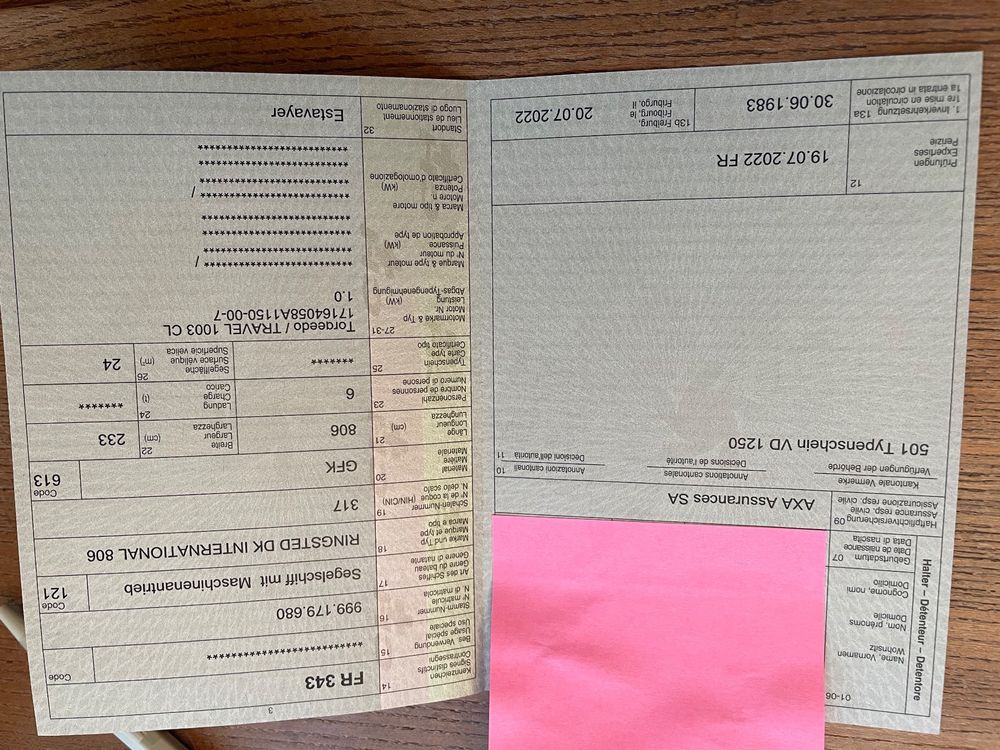 Halter – Détenteur – Detentore
01-06
Name, Vornamen
Wohnsitz
Nom, prénoms
Domicile
Cognome, nome
Domicilio
Geburtsdatum 07
Date de naissance
Data di nascita
Haftpflichtversicherung 09
Assurance resp. civile
Assicurazione resp. civile
AXA Assurances SA
Kantonale Vermerke
Verfügungen der Behörde
Annotations cantonales
Décisions de l'autorité
Annotazioni cantonali 10
Decisioni dell'autorità 11
501 Typenschein VD 1250
12
Prüfungen
Expertises
Perizie
19.07.2022 FR
1. Inverkehrsetzung 13a
1re mise en circulation
1a entrata in circolazione
30.06.1983
13b Freiburg,
Friburg, le
Friburgo, il
20.07.2022
3
14
Kennzeichen
Signes distinctifs
Contrassegni
FR 343
Code
15
Bes. Verwendung
Usage spécial
Uso speciale
********************
16
Stamm-Nummer
N° matricule
N. di matricola
999.179.680
17
Art des Schiffes
Genre du bateau
Genere di natante
Segelschiff mit Maschinenantrieb
Code
121
18
Marke und Typ
Marque et type
Marca e tipo
RINGSTED DK INTERNATIONAL 806
19
Schalen-Nummer
N° de la coque (HIN/CIN)
N. dello scafo
317
20
Material
Matière
Materiale
GFK
Code
613
21
Länge
Longueur (cm)
Lunghezza
806
22
Breite
Largeur (cm)
Larghezza
233
23
Personenzahl
Nombre de personnes
Numero di persone
6
24
Ladung
Charge (t)
Carico
*******
25
Typenschein
Carte type
Certificato tipo
*******
26
Segelfläche
Surface vélique (m²)
Superficie velica
24
27-31
Motormarke & Typ
Motor Nr.
Leistung (kW)
Abgas-Typengenehmigung
Torqeedo / TRAVEL 1003 CL
17164058A1150-00-7
1.0
Marque & type moteur
N° du moteur
Puissance (kW)
Approbation de type
******************** /
********************
********************
********************
Marca & tipo motore
Motore n
Potenza (kW)
Certificato d'omologazione
******************** /
********************
********************
********************
32
Standort
Lieu de stationnement
Luogo di stazionamento
Estavayer